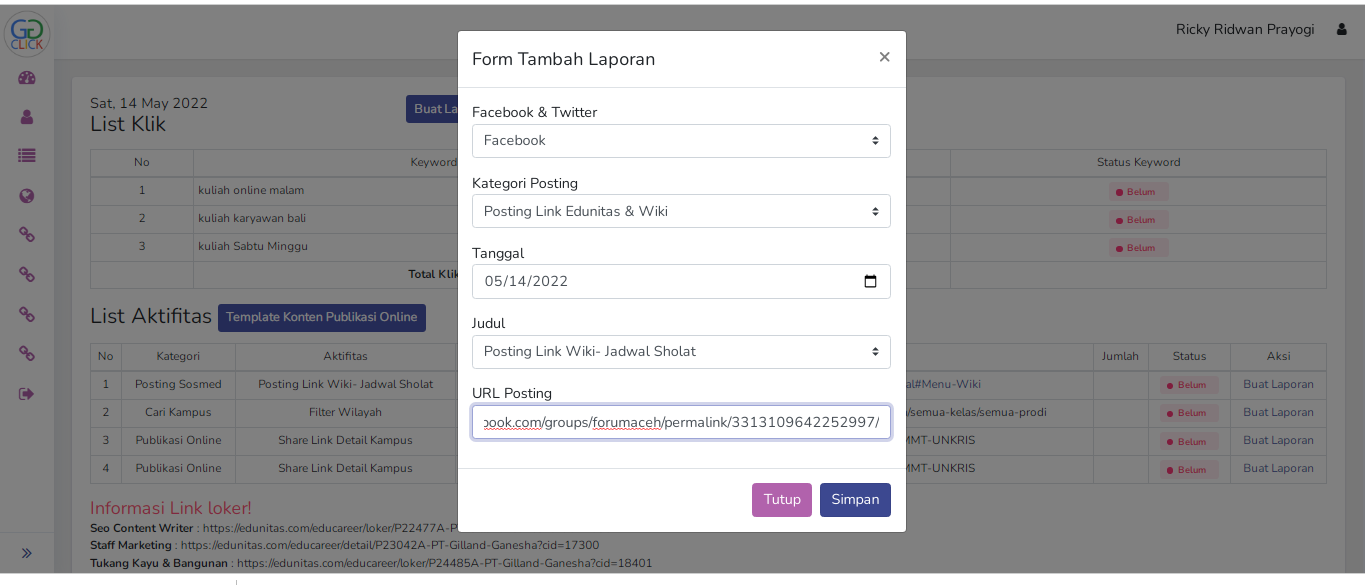 GG
CLICK
Ricky Ridwan Prayogi
Sat, 14 May 2022
List Klik
Buat La
No
Keyword
Status Keyword
1
kuliah online malam
Belum
2
kuliah karyawan bali
Belum
3
kuliah Sabtu Minggu
Belum
Total Klik
List Aktifitas
Template Konten Publikasi Online
No Kategori Aktifitas Jumlah Status Aksi
1 Posting Sosmed Posting Link Wiki- Jadwal Sholat al#Menu-Wiki Belum Buat Laporan
2 Cari Kampus Filter Wilayah /semua-kelas/semua-prodi Belum Buat Laporan
3 Publikasi Online Share Link Detail Kampus MMT-UNKRIS Belum Buat Laporan
4 Publikasi Online Share Link Detail Kampus MMT-UNKRIS Belum Buat Laporan
Informasi Link loker!
Seo Content Writer : https://edunitas.com/educareer/loker/P22477A-P
Staff Marketing : https://edunitas.com/educareer/detail/P23042A-PT-Gilland-Ganesha?cid=17300
Tukang Kayu & Bangunan : https://edunitas.com/educareer/loker/P24485A-PT-Gilland-Ganesha?cid=18401
Form Tambah Laporan
×
Facebook & Twitter
Facebook
Kategori Posting
Posting Link Edunitas & Wiki
Tanggal
05/14/2022
Judul
Posting Link Wiki- Jadwal Sholat
URL Posting
book.com/groups/forumaceh/permalink/3313109642252997/
Tutup
Simpan